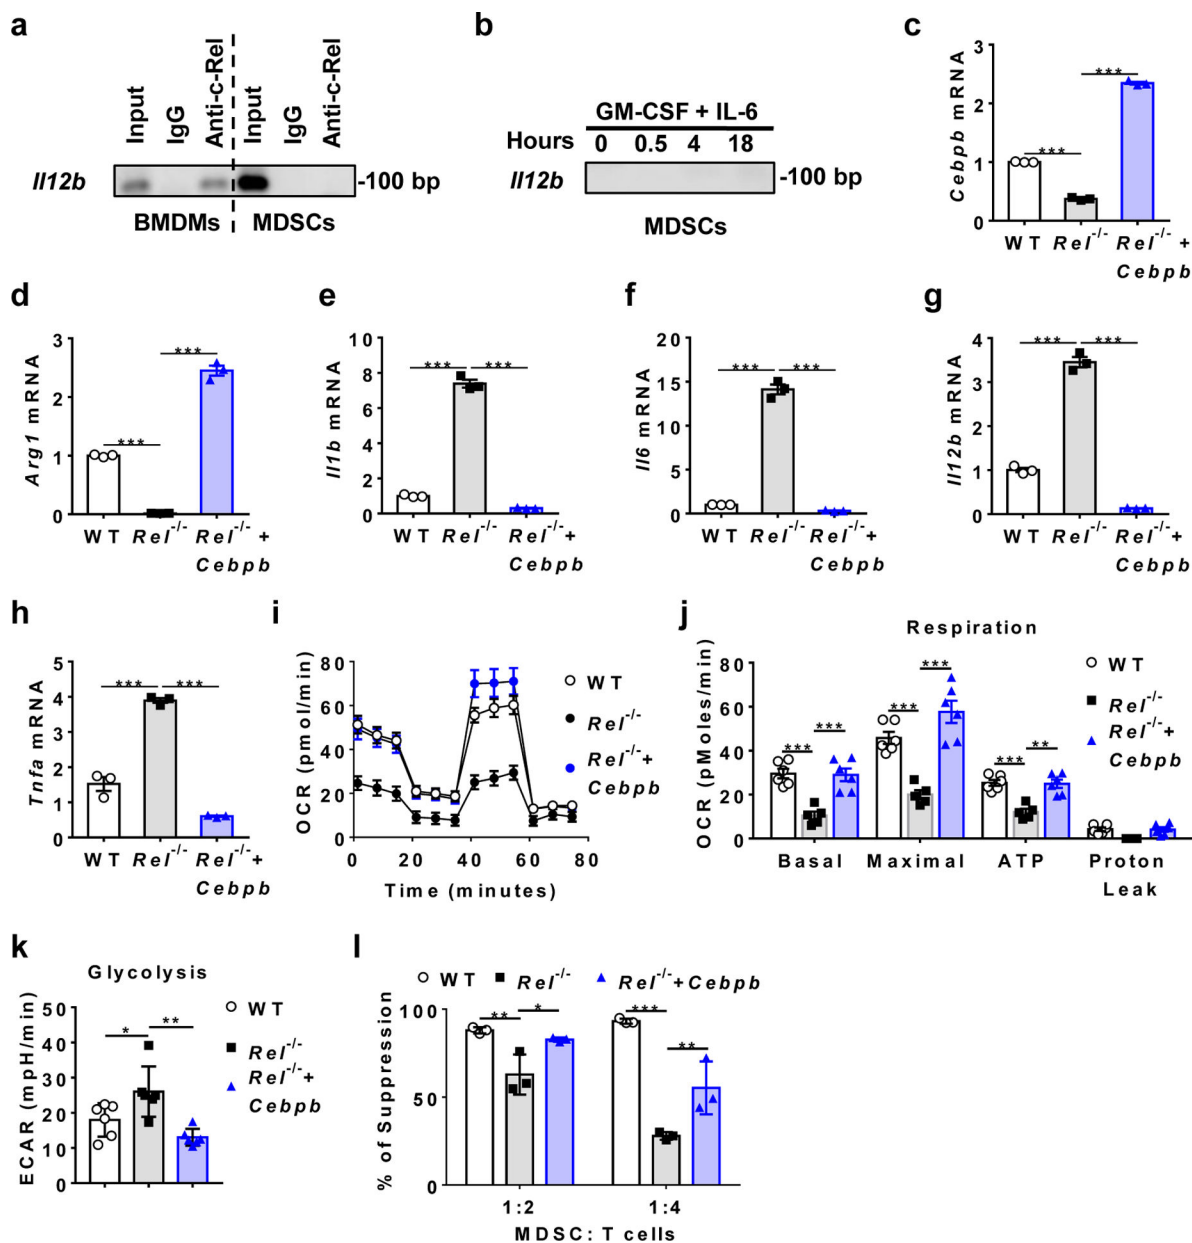 a
Input
IgG
Anti-c-Rel
Input
IgG
Anti-c-Rel
Il12b
-100 bp
BMDMs
MDSCs
b
GM-CSF + IL-6
Hours 0 0.5 4 18
Il12b
-100 bp
MDSCs
c
Cebpb mRNA
3
2
1
0
***
***
WT Rel-/- Rel-/- +
Cebpb
d
Arg1 mRNA
3
2
1
0
***
***
WT Rel-/- Rel-/- +
Cebpb
e
Il1b mRNA
10
8
6
4
2
0
*** ***
WT Rel-/- Rel-/- +
Cebpb
f
Il6 mRNA
20
15
10
5
0
*** ***
WT Rel-/- Rel-/- +
Cebpb
g
Il12b mRNA
4
3
2
1
0
*** ***
WT Rel-/- Rel-/- +
Cebpb
h
Tnfa mRNA
5
4
3
2
1
0
*** ***
WT Rel-/- Rel-/- +
Cebpb
i
OCR (pmol/min)
80
60
40
20
0
0 20 40 60 80
Time (minutes)
WT
Rel-/-
Rel-/-+
Cebpb
j
Respiration
OCR (pMoles/min)
80
60
40
20
0
*** ***
*** ***
*** **
Basal Maximal ATP Proton
Leak
WT
Rel-/-
Rel-/-+
Cebpb
k
Glycolysis
ECAR (mpH/min)
50
40
30
20
10
0
* **
WT
Rel-/-
Rel-/-+
Cebpb
l
WT Rel-/- Rel-/-+Cebpb
% of Suppression
100
50
0
** *
*** **
1:2 1:4
MDSC: T cells